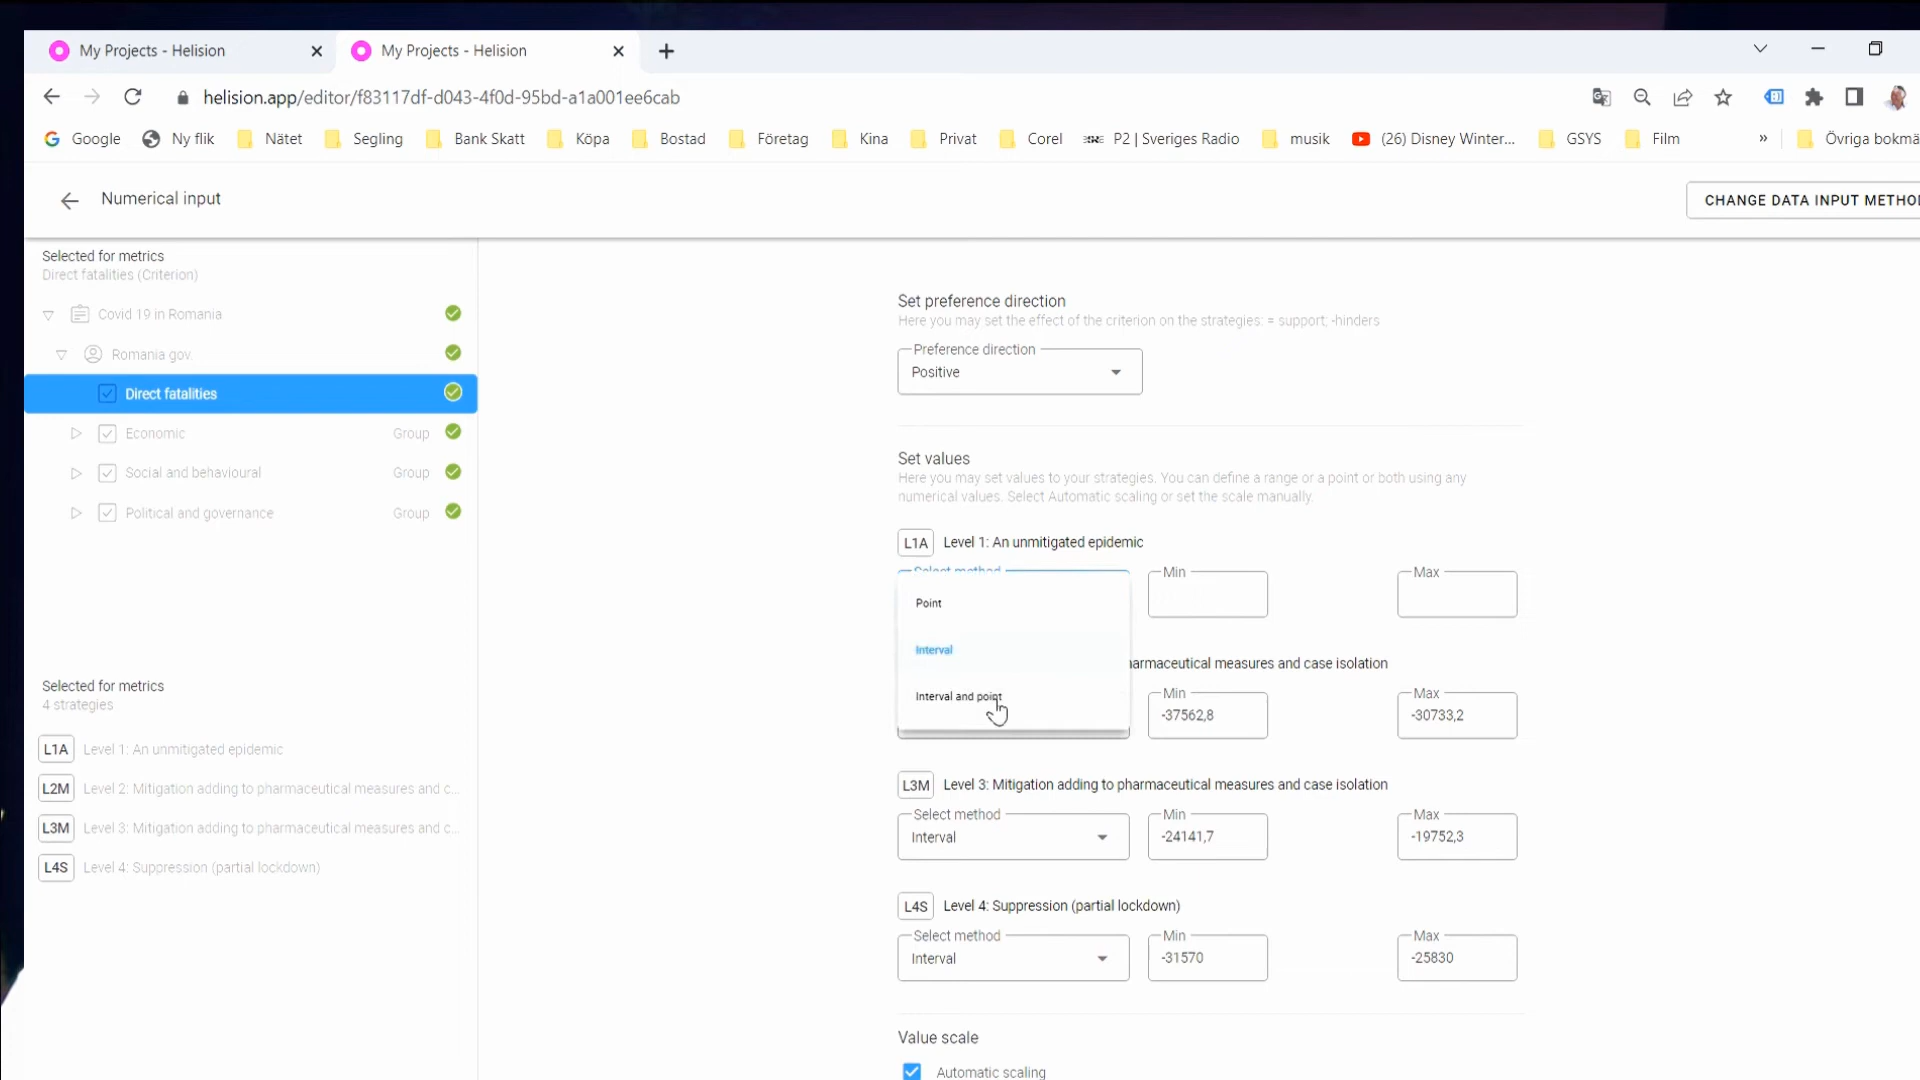 My Projects - Helision
My Projects - Helision
helision.app/editor/f83117df-d043-4f0d-95bd-a1a001ee6cab
Google
Ny flik
Nätet
Segling
Bank Skatt
Köpa
Bostad
Företag
Kina
Privat
Corel
P2 | Sveriges Radio
musik
(26) Disney Winter...
GSYS
Film
»
Övriga bokmä
Numerical input
CHANGE DATA INPUT METHO
Selected for metrics
Direct fatalities (Criterion)
Covid 19 in Romania
Romania gov
Direct fatalities
Economic Group
Social and behavioural Group
Political and governance Group
Selected for metrics
4 strategies
L1A Level 1: An unmitigated epidemic
L2M Level 2: Mitigation adding to pharmaceutical measures and c...
L3M Level 3: Mitigation adding to pharmaceutical measures and c...
L4S Level 4: Suppression (partial lockdown)
Set preference direction
Here you may set the effect of the criterion on the strategies: = support; -hinders
Preference direction
Positive
Set values
Here you may set values to your strategies. You can define a range or a point or both using any
numerical values. Select Automatic scaling or set the scale manually.
L1A Level 1: An unmitigated epidemic
Select method Min Max
Point
Interval
Interval and point
armaceutical measures and case isolation
Min Max
-37562,8 -30733,2
L3M Level 3: Mitigation adding to pharmaceutical measures and case isolation
Select method Min Max
Interval -24141,7 -19752,3
L4S Level 4: Suppression (partial lockdown)
Select method Min Max
Interval -31570 -25830
Value scale
Automatic scaling